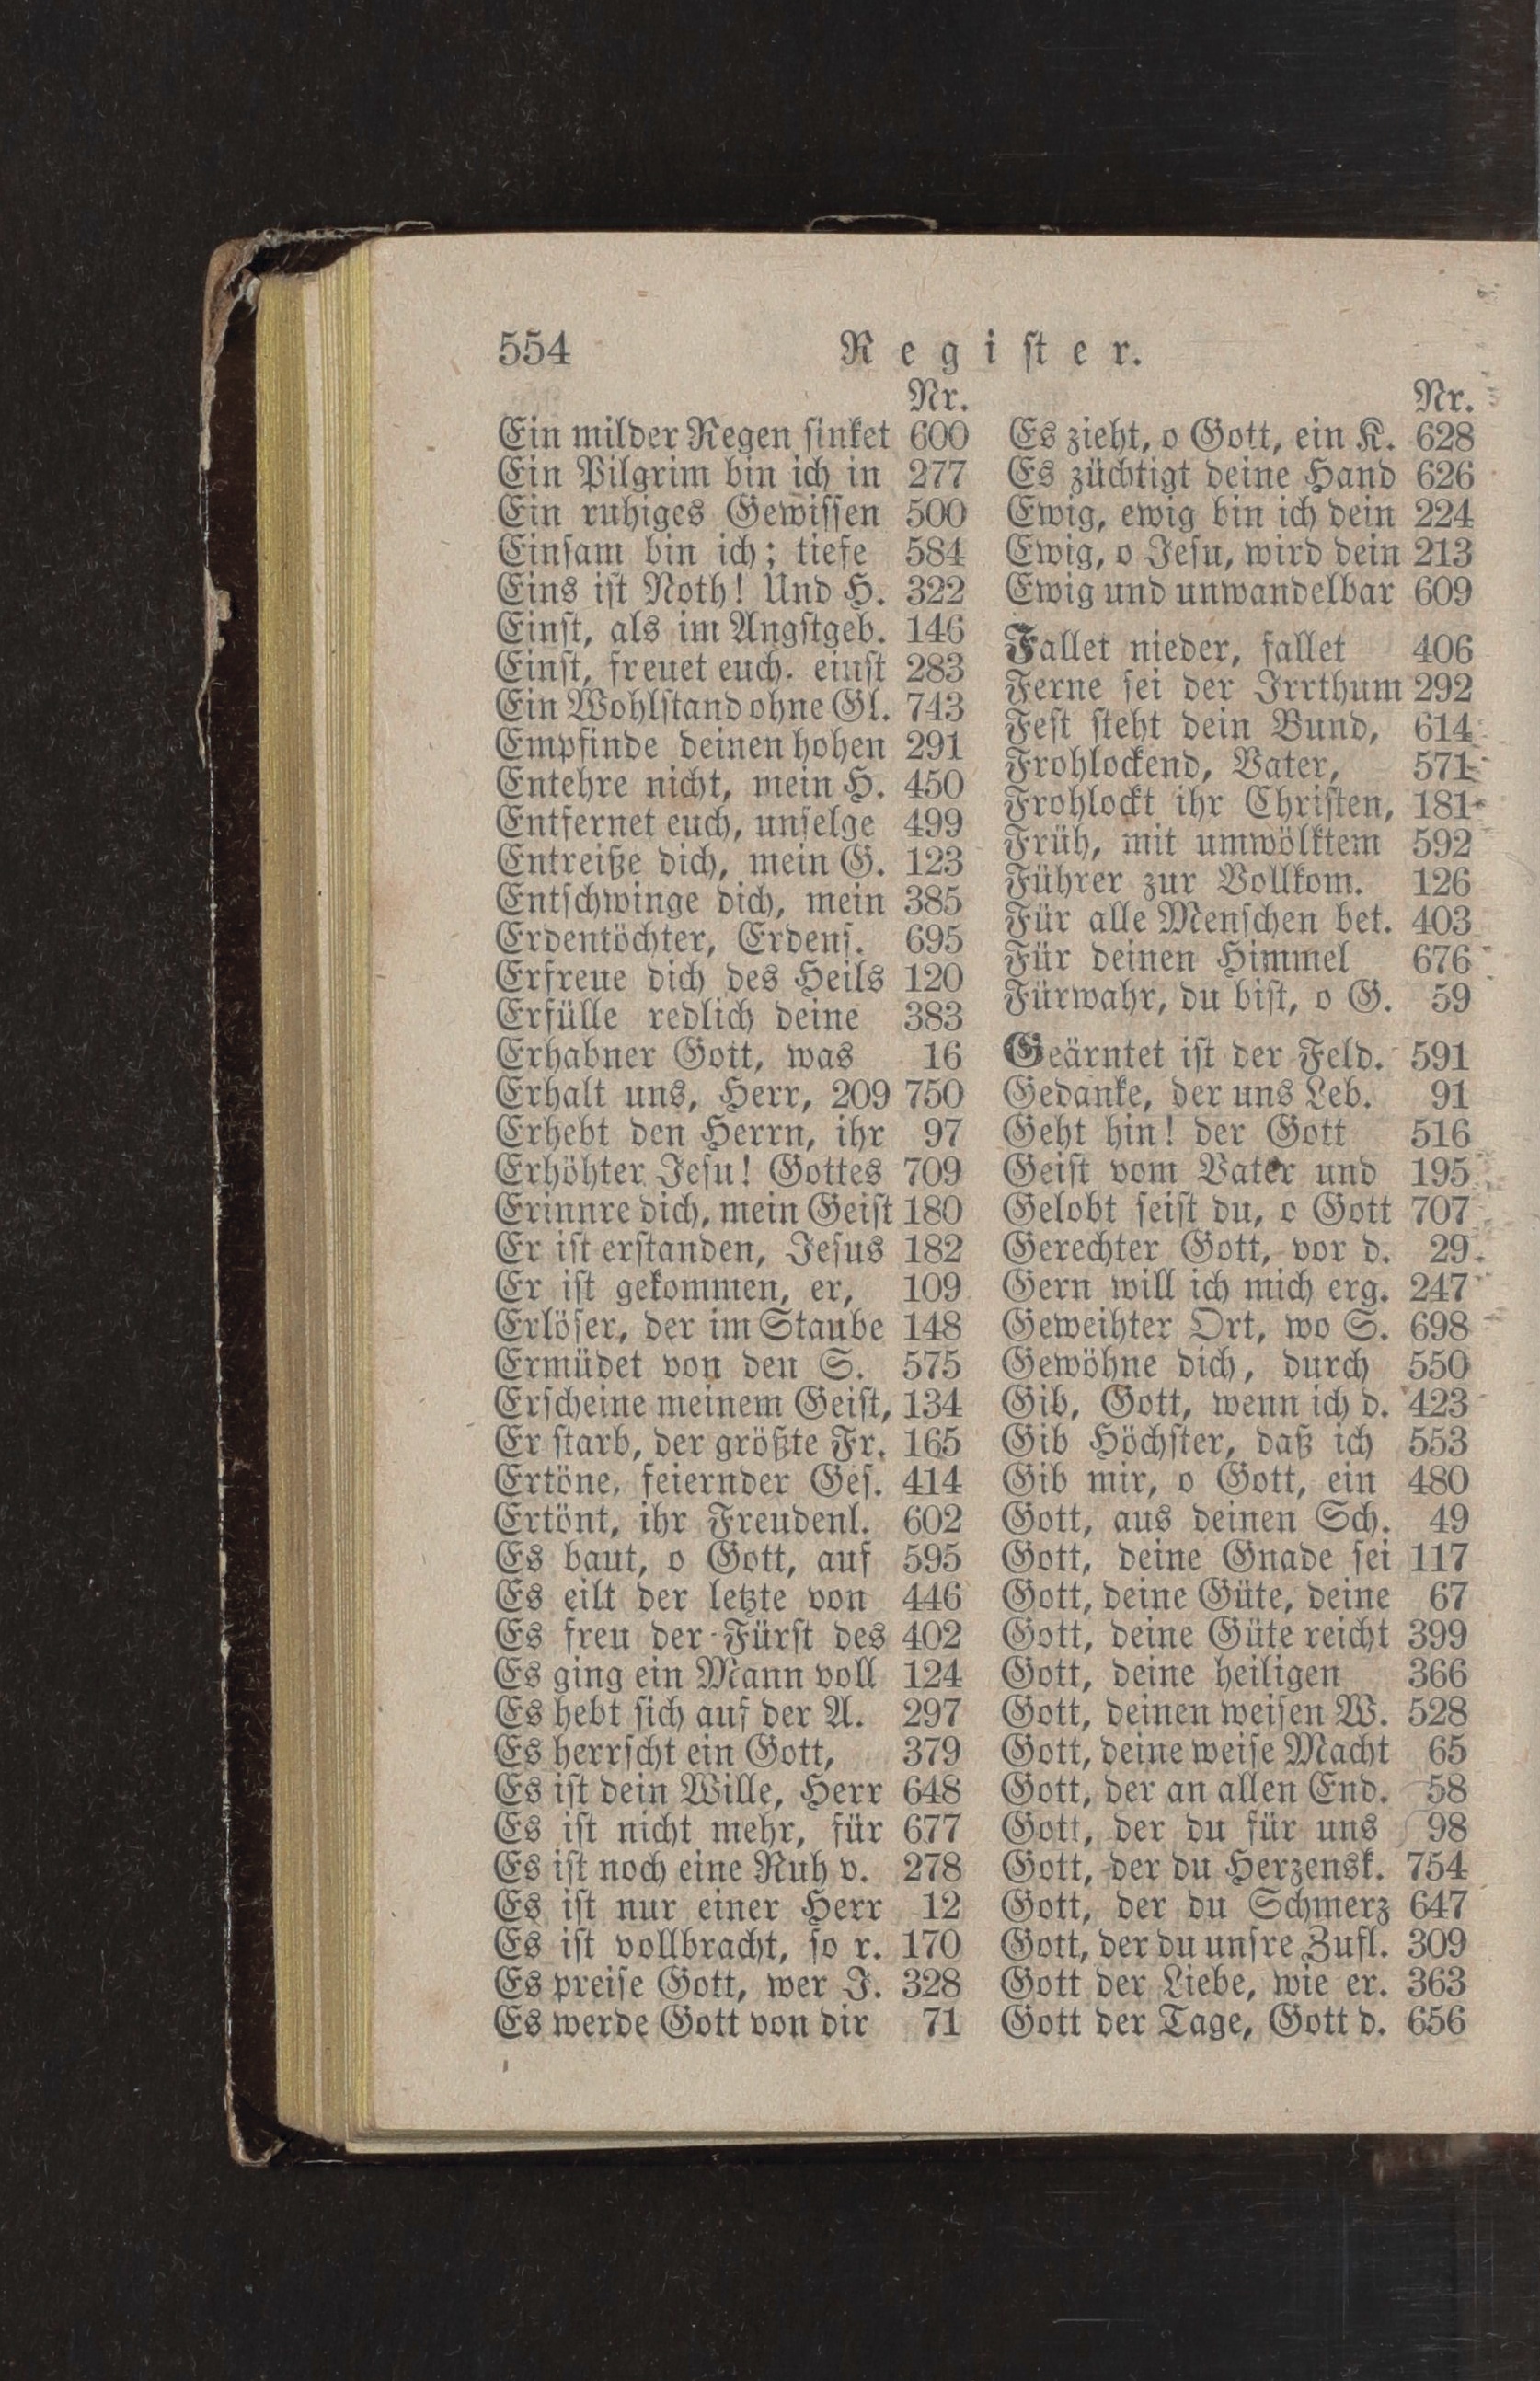 554 Register.
Nr.
Ein milder Regen sinket 600
Ein Pilgrim bin ich in 277
Ein ruhiges Gewissen 500
Einsam bin ich; tiefe 584
Eins ist Noth! Und H. 322
Einst, als im Angstgeb. 146
Einst, freuet euch. einst 283
Ein Wohlstand ohne Gl. 743
Empfinde deinen hohen 291
Entehre nicht, mein H. 450
Entfernet euch, unselge 499
Entreiße dich, mein G. 123
Entschwinge dich, mein 385
Erdentöchter, Erdens. 695
Erfreue dich des Heils 120
Erfülle redlich deine 383
Erhabner Gott, was 16
Erhalt uns, Herr, 209 750
Erhebt den Herrn, ihr 97
Erhöhter Jesu! Gottes 709
Erinnre dich, mein Geist 180
Er ist erstanden, Jesus 182
Er ist gekommen, er, 109
Erlöser, der im Staube 148
Ermüdet von den S. 575
Erscheine meinem Geist, 134
Er starb, der größte Fr. 165
Ertöne, feiernder Ges. 414
Ertönt, ihr Freudenl. 602
Es baut, o Gott, auf 595
Es eilt der letzte von 446
Es freu der Fürst des 402
Es ging ein Mann voll 124
Es hebt sich auf der A. 297
Es herrscht ein Gott, 379
Es ist dein Wille, Herr 648
Es ist nicht mehr, für 677
Es ist noch eine Ruh v. 278
Es ist nur einer Herr 12
Es ist vollbracht, so r. 170
Es preise Gott, wer J. 328
Es werde Gott von dir 71
Nr.
Es zieht, o Gott, ein K. 628
Es züchtigt deine Hand 626
Ewig, ewig bin ich dein 224
Ewig, o Jesu, wird dein 213
Ewig und unwandelbar 609
Fallet nieder, fallet 406
Ferne sei der Irrthum 292
Fest steht dein Bund, 614
Frohlockend, Vater, 571
Frohlockt ihr Christen, 181
Früh, mit umwölktem 592
Führer zur Vollkom. 126
Für alle Menschen bet. 403
Für deinen Himmel 676
Fürwahr, du bist, o G. 59
Geärntet ist der Feld. 591
Gedanke, der uns Leb. 91
Geht hin! der Gott 516
Geist vom Vater und 195
Gelobt seist du, o Gott 707
Gerechter Gott, vor d. 29
Gern will ich mich erg. 247
Geweihter Ort, wo S. 698
Gewöhne dich, durch 550
Gib, Gott, wenn ich d. 423
Gib Höchster, daß ich 553
Gib mir, o Gott, ein 480
Gott, aus deinen Sch. 49
Gott, deine Gnade sei 117
Gott, deine Güte, deine 67
Gott, deine Güte reicht 399
Gott, deine heiligen 366
Gott, deinen weisen W. 528
Gott, deine weise Macht 65
Gott, der an allen End. 58
Gott, der du für uns 98
Gott, der du Herzensk. 754
Gott, der du Schmerz 647
Gott, der du unsre Zufl. 309
Gott der Liebe, wie er. 363
Gott der Tage, Gott d. 656